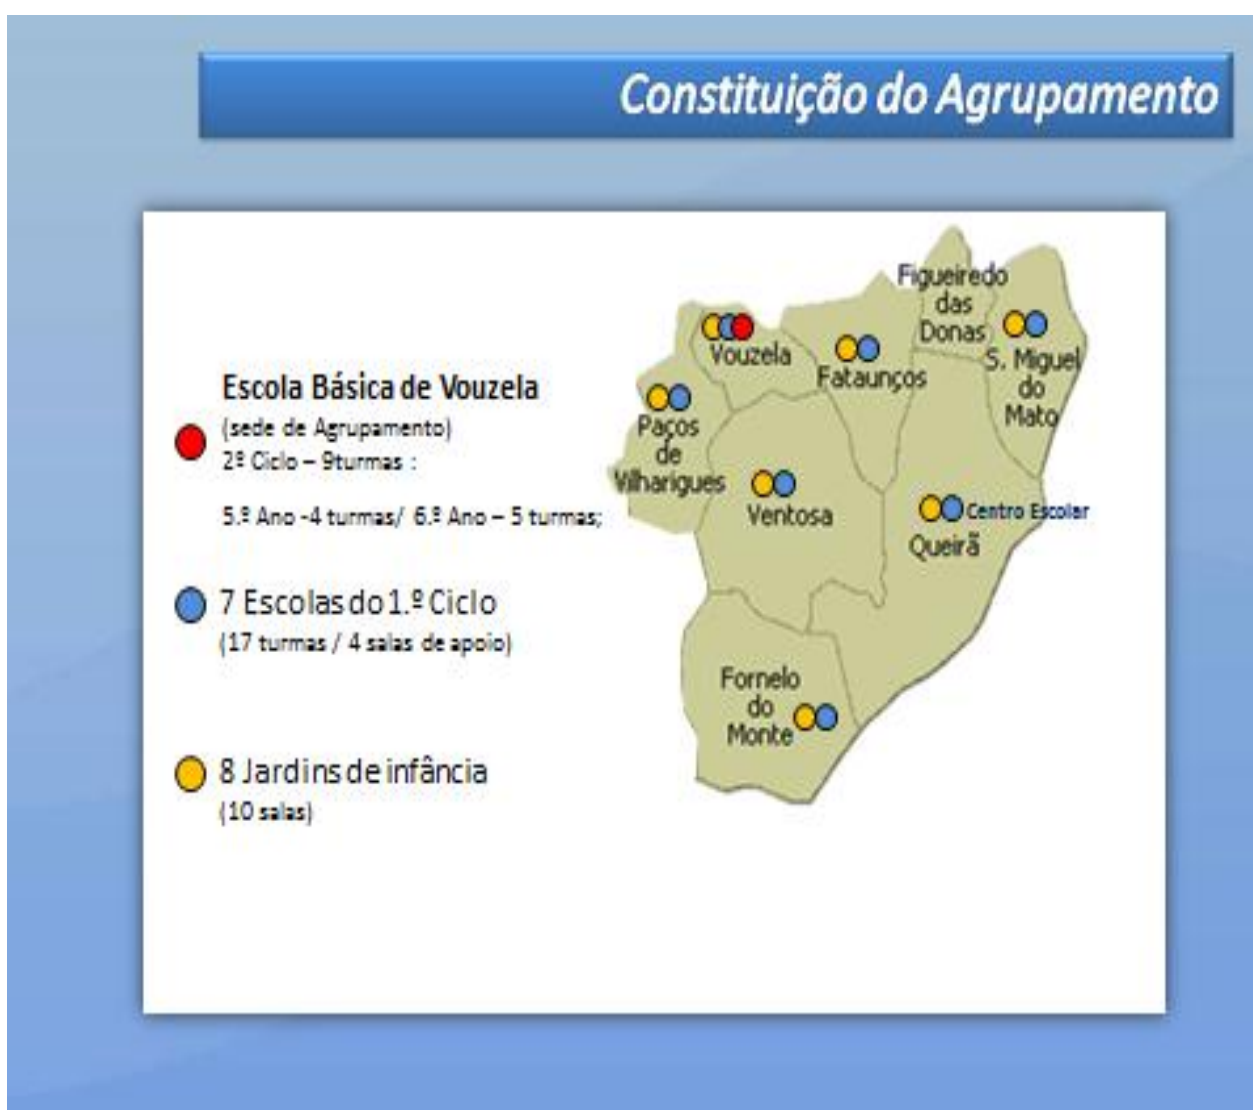 Constituição do Agrupamento
Escola Básica de Vouzela
(sede de Agrupamento)
2º Ciclo – 9turmas :
5.º Ano -4 turmas/ 6.º Ano – 5 turmas;
7 Escolas do 1.º Ciclo
(17 turmas / 4 salas de apoio)
8 Jardins de infância
(10 salas)
Figueiredo
das
Donas
Vouzela
Fataunços
S. Miguel
do
Mato
Paços
de
Vilharigues
Ventosa
Centro Escolar
Queirã
Fornelo
do
Monte